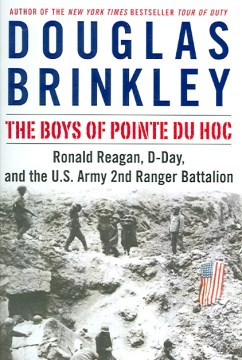 AUTHOR OF THE NEW YORK TIMES BESTSELLER TOUR OF DUTY
DOUGLAS
BRINKLEY
THE BOYS OF POINTE DU HOC
Ronald Reagan, D-Day,
and the U.S. Army 2nd Ranger Battalion